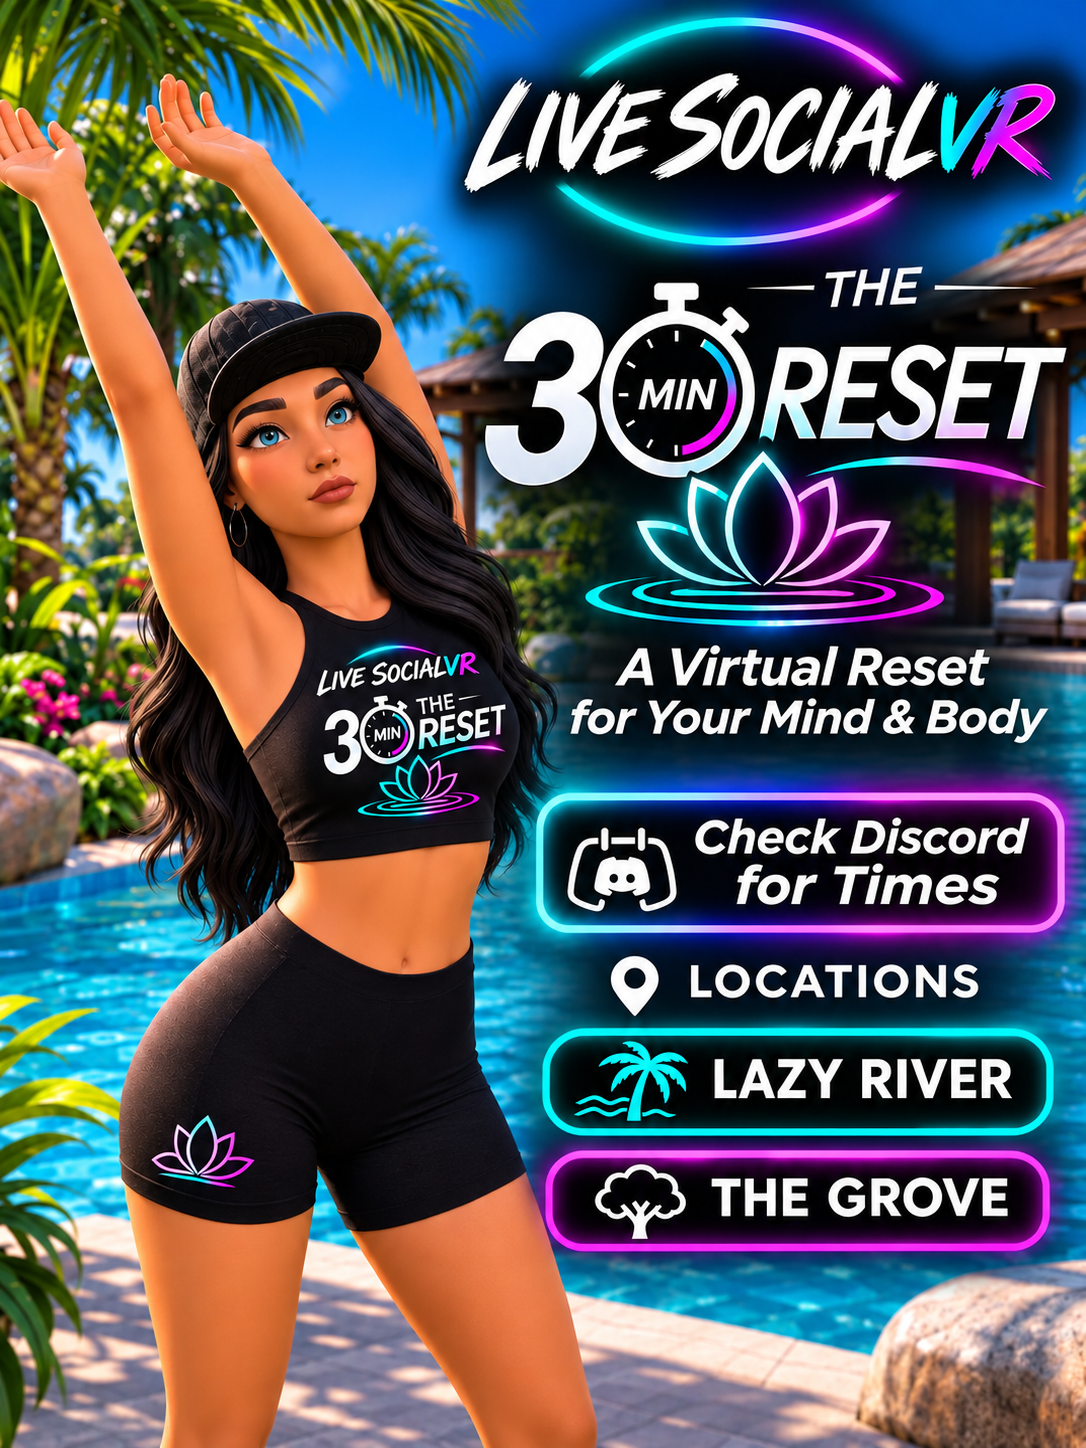 LIVE SOCIALVR
THE
30 MIN RESET
A Virtual Reset
for Your Mind & Body
Check Discord
for Times
LOCATIONS
LAZY RIVER
THE GROVE
LIVE SOCIALVR
THE
30 MIN RESET